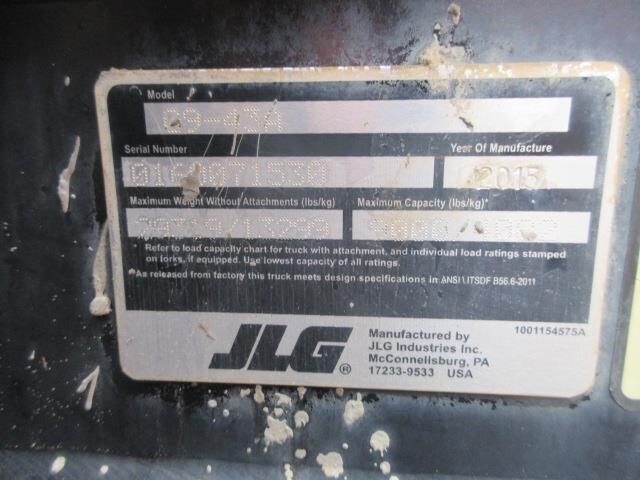 Model
G9-43A
Serial Number Year Of Manufacture
0160071530 2015
Maximum Weight Without Attachments (lbs/kg) Maximum Capacity (lbs/kg)*
* Refer to load capacity chart for truck with attachment, and individual load ratings stamped
on forks, if equipped. Use lowest capacity of all ratings.
*As released from factory this truck meets design specifications in ANSI \ ITSDF B56.6-2011
JLG®
Manufactured by
JLG Industries Inc.
McConnellsburg, PA
17233-9533 USA
1001154575A